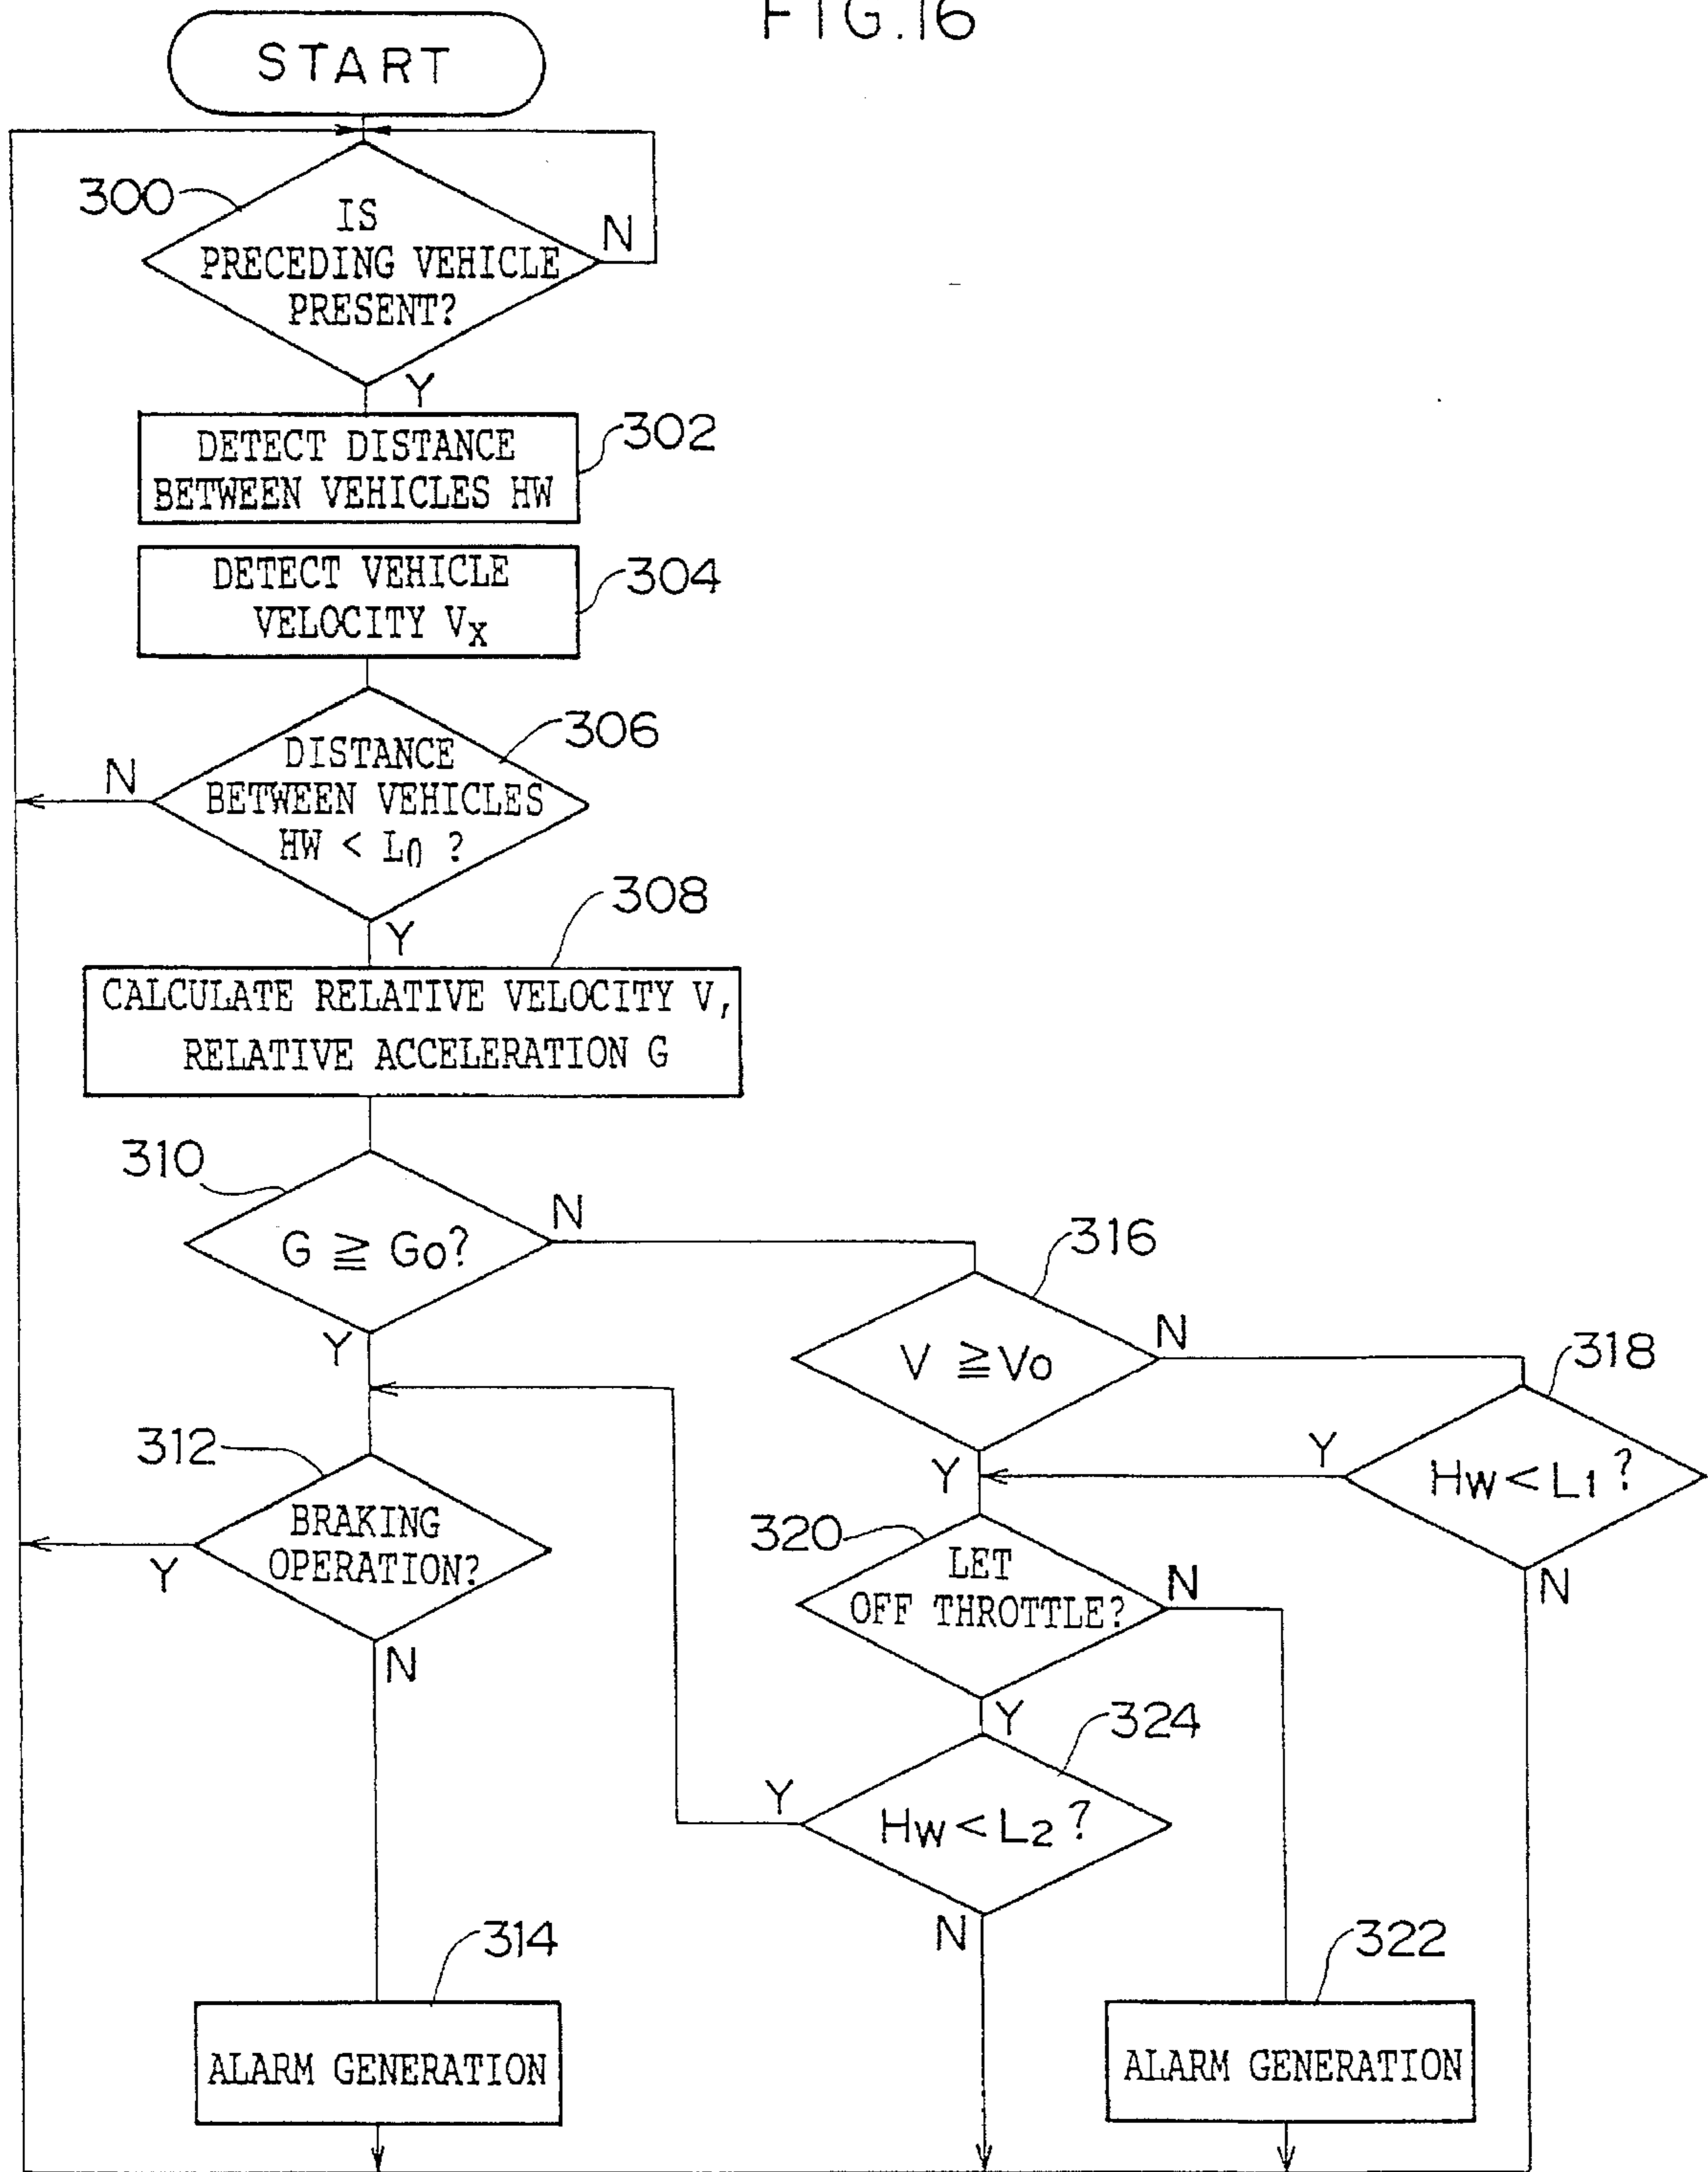 FIG.16
START
300
IS
PRECEDING VEHICLE
PRESENT?
N
Y
DETECT DISTANCE
BETWEEN VEHICLES HW
302
DETECT VEHICLE
VELOCITY Vx
304
306
DISTANCE
BETWEEN VEHICLES
HW < L0 ?
N
Y
308
CALCULATE RELATIVE VELOCITY V,
RELATIVE ACCELERATION G
310
G ≧ Go?
N
Y
316
V ≧ Vo
N
Y
318
Hw < L1 ?
Y
N
312
BRAKING
OPERATION?
Y
N
320
LET
OFF THROTTLE?
N
Y
324
Hw < L2 ?
Y
N
314
ALARM GENERATION
322
ALARM GENERATION